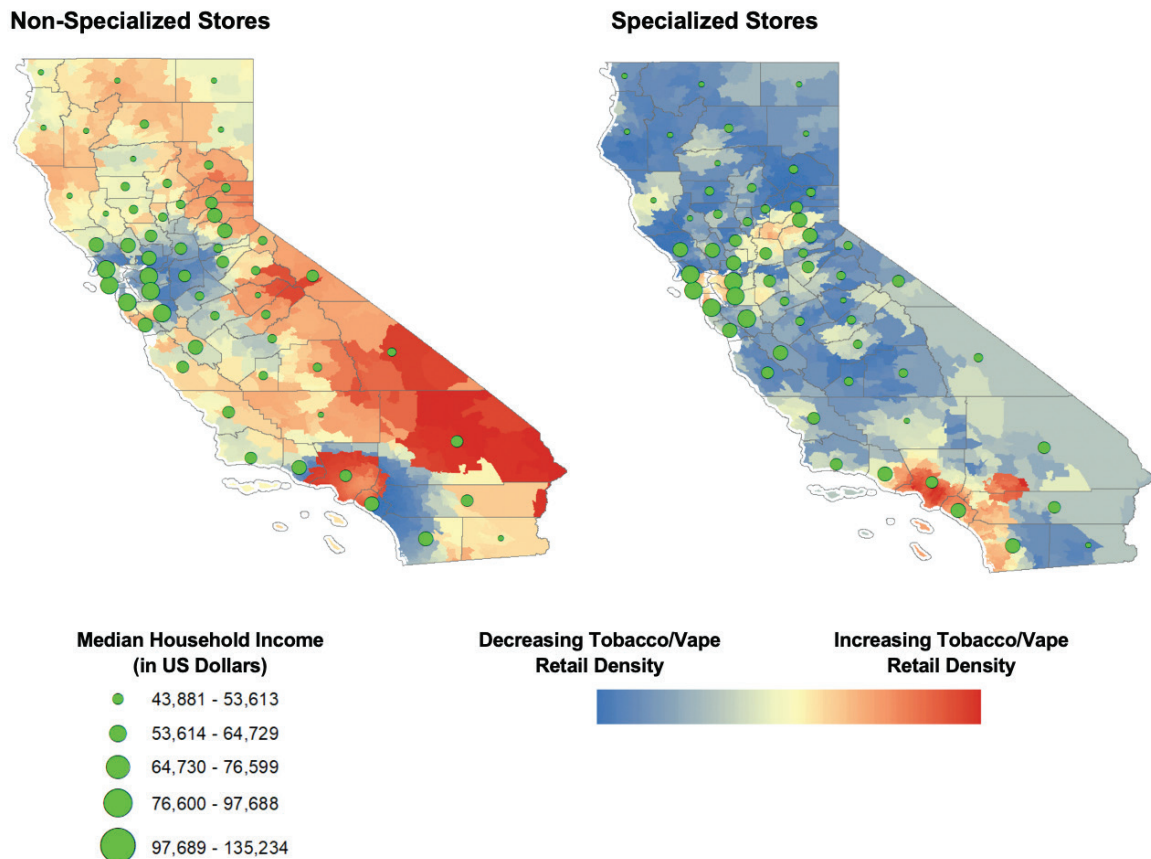 Non-Specialized Stores
Specialized Stores
Median Household Income
(in US Dollars)
43,881 - 53,613
53,614 - 64,729
64,730 - 76,599
76,600 - 97,688
97,689 - 135,234
Decreasing Tobacco/Vape
Retail Density
Increasing Tobacco/Vape
Retail Density